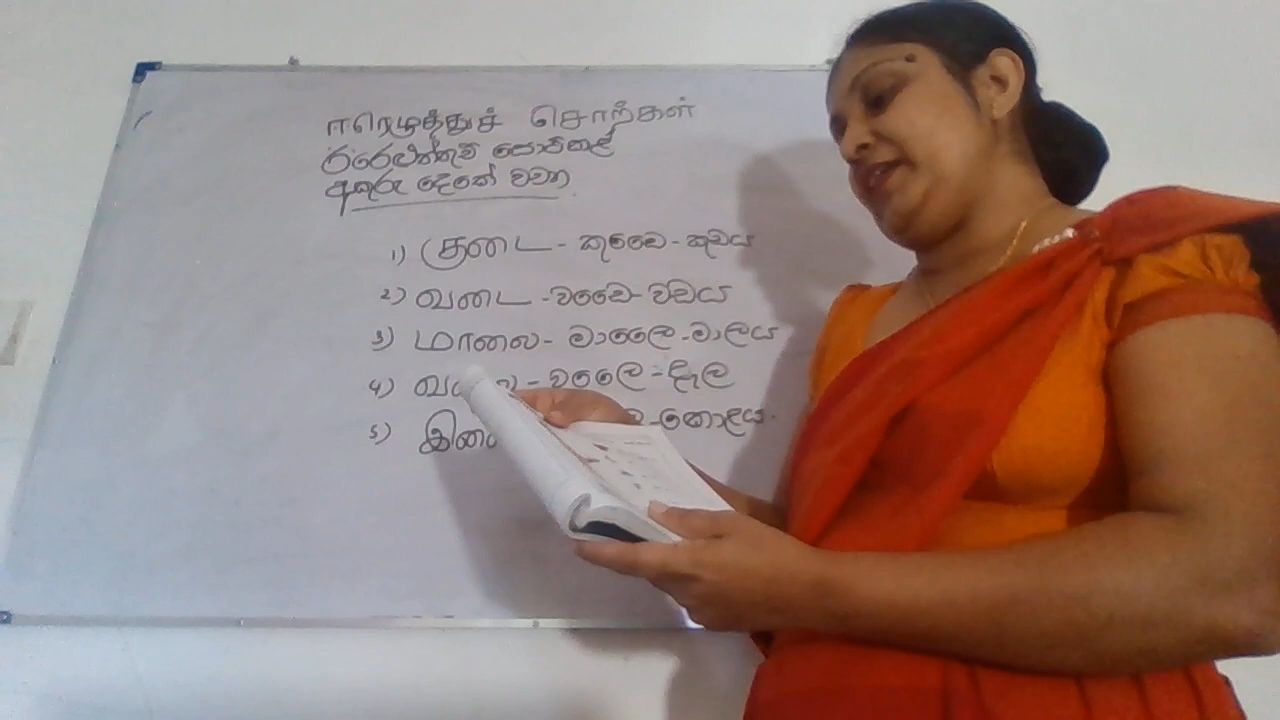 ஈரெழுத்துச் சொற்கள்
ඊරෙළුත්තුච් සොට්කල්
අකුරු දෙකේ වචන
1) குடை - කුඩෛ - කුඩය
2) வடை - වඩෛ - වඩය
3) மாலை - මාලෛ - මාලය
4) - වලෛ - දැල
5) - කොළය.